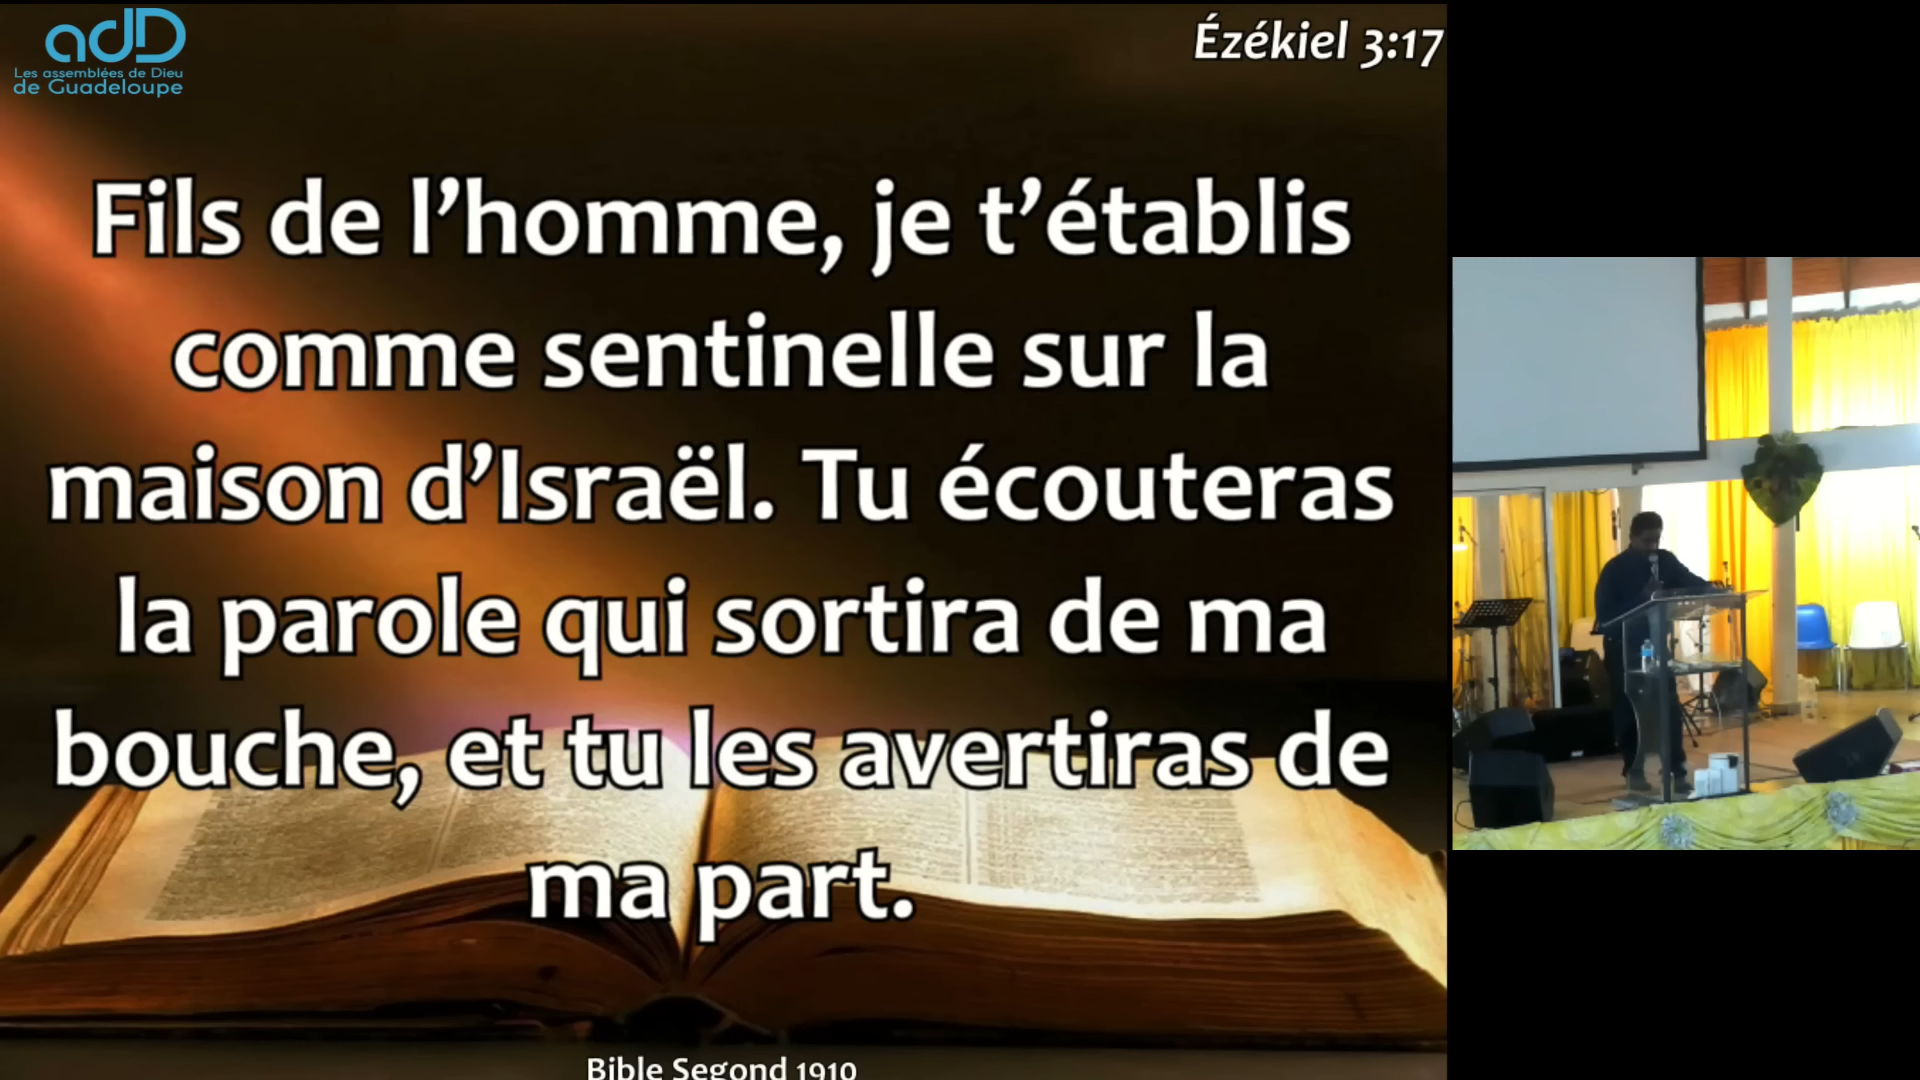 adD
Les assemblées de Dieu
de Guadeloupe
Ézékiel 3:17
Fils de l’homme, je t’établis
comme sentinelle sur la
maison d’Israël. Tu écouteras
la parole qui sortira de ma
bouche, et tu les avertiras de
ma part.
Bible Segond 1910